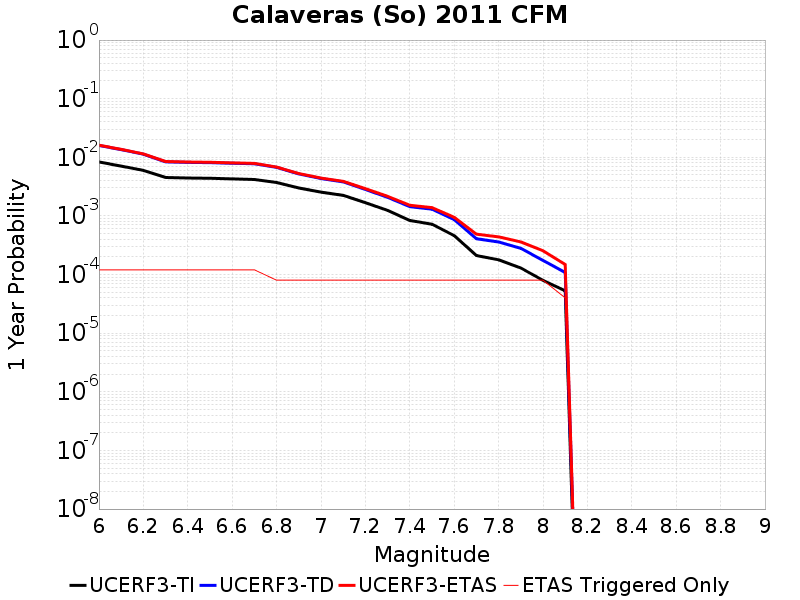 Calaveras (So) 2011 CFM
1 Year Probability
10^0
10^-1
10^-2
10^-3
10^-4
10^-5
10^-6
10^-7
10^-8
6 6.2 6.4 6.6 6.8 7 7.2 7.4 7.6 7.8 8 8.2 8.4 8.6 8.8 9
Magnitude
UCERF3-TI UCERF3-TD UCERF3-ETAS ETAS Triggered Only